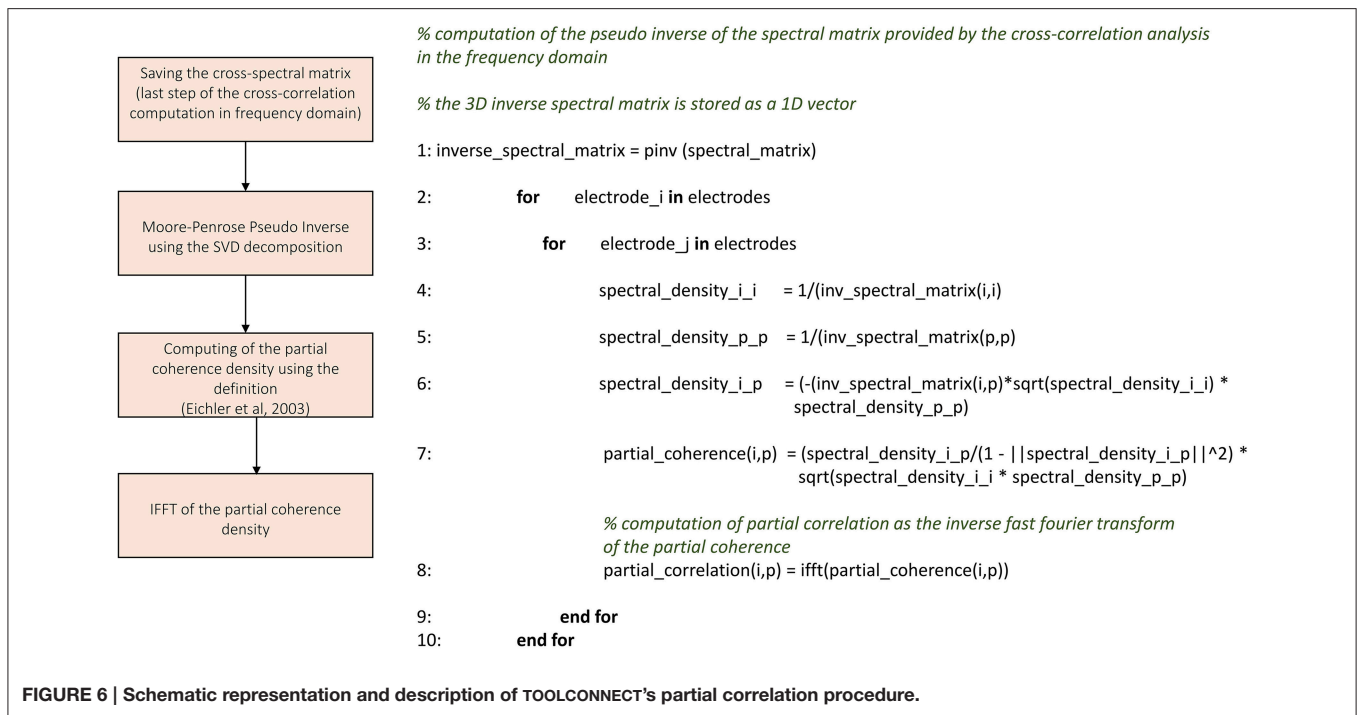 Saving the cross-spectral matrix
(last step of the cross-correlation
computation in frequency domain)
Moore-Penrose Pseudo Inverse
using the SVD decomposition
Computing of the partial
coherence density using the
definition
(Eichler et al, 2003)
IFFT of the partial coherence
density
% computation of the pseudo inverse of the spectral matrix provided by the cross-correlation analysis
in the frequency domain
% the 3D inverse spectral matrix is stored as a 1D vector
1: inverse_spectral_matrix = pinv (spectral_matrix)
2: for electrode_i in electrodes
3: for electrode_j in electrodes
4: spectral_density_i_i = 1/(inv_spectral_matrix(i,i)
5: spectral_density_p_p = 1/(inv_spectral_matrix(p,p)
6: spectral_density_i_p = (-(inv_spectral_matrix(i,p)*sqrt(spectral_density_i_i) *
spectral_density_p_p)
7: partial_coherence(i,p) = (spectral_density_i_p/(1 - ||spectral_density_i_p||^2) *
sqrt(spectral_density_i_i * spectral_density_p_p)
% computation of partial correlation as the inverse fast fourier transform
of the partial coherence
8: partial_correlation(i,p) = ifft(partial_coherence(i,p))
9: end for
10: end for
FIGURE 6 | Schematic representation and description of TOOLCONNECT's partial correlation procedure.